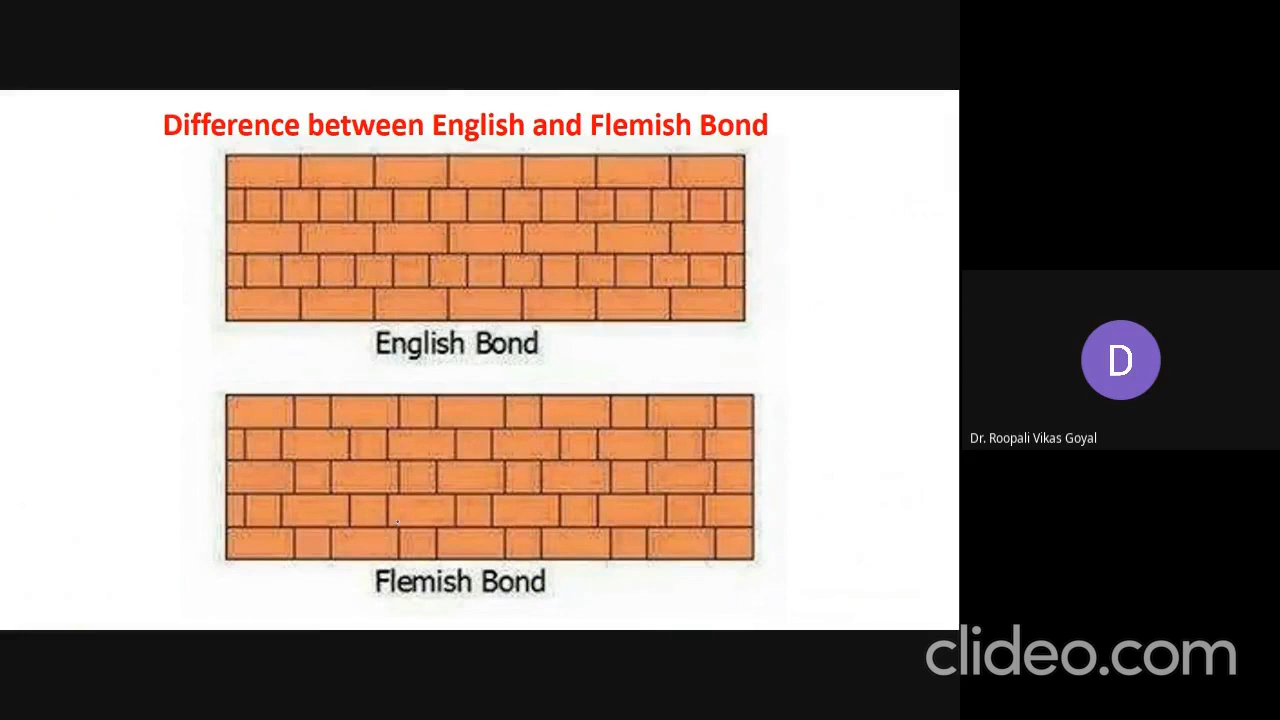 Difference between English and Flemish Bond
English Bond
Flemish Bond
D
Dr. Roopali Vikas Goyal
clideo.com